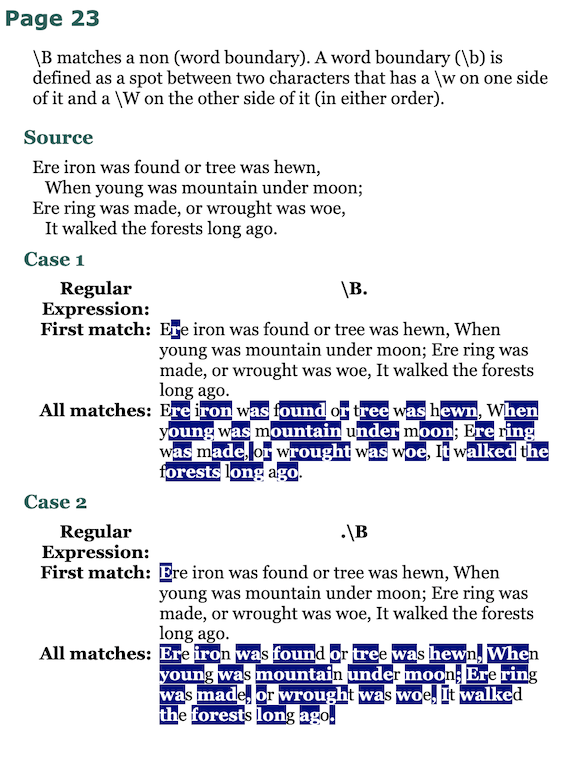 Page 23
\B matches a non (word boundary). A word boundary (\b) is
defined as a spot between two characters that has a \w on one side
of it and a \W on the other side of it (in either order).
Source
Ere iron was found or tree was hewn,
When young was mountain under moon;
Ere ring was made, or wrought was woe,
It walked the forests long ago.
Case 1
Regular Expression: \B.
First match: Ere iron was found or tree was hewn, When
young was mountain under moon; Ere ring was
made, or wrought was woe, It walked the forests
long ago.
All matches: Ere iron was found or tree was hewn, When
young was mountain under moon; Ere ring
was made, or wrought was woe, It walked the
forests long ago.
Case 2
Regular Expression: .\B
First match: Ere iron was found or tree was hewn, When
young was mountain under moon; Ere ring was
made, or wrought was woe, It walked the forests
long ago.
All matches: Ere iron was found or tree was hewn, When
young was mountain under moon; Ere ring
was made, or wrought was woe, It walked
the forests long ago.